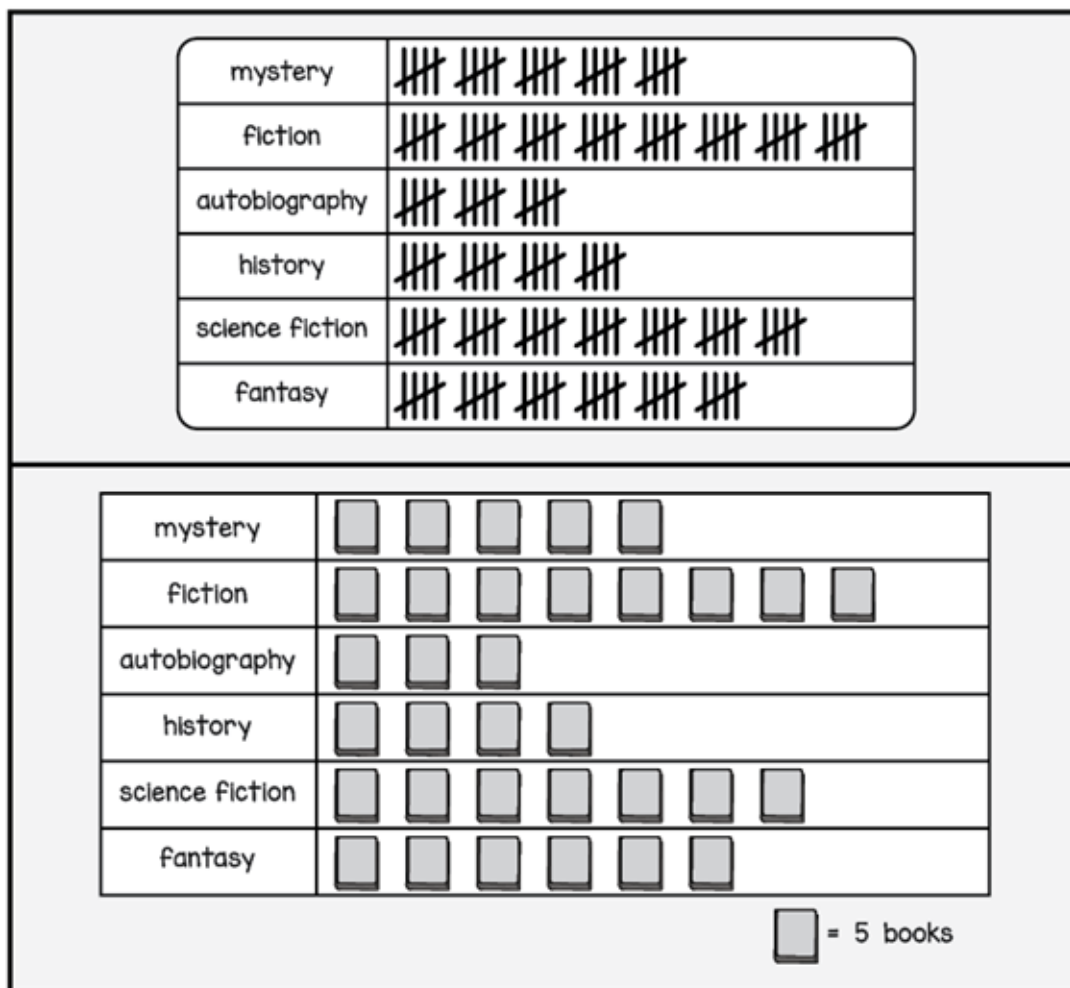 mystery
fiction
autobiography
history
science fiction
fantasy
mystery
fiction
autobiography
history
science fiction
fantasy
= 5 books